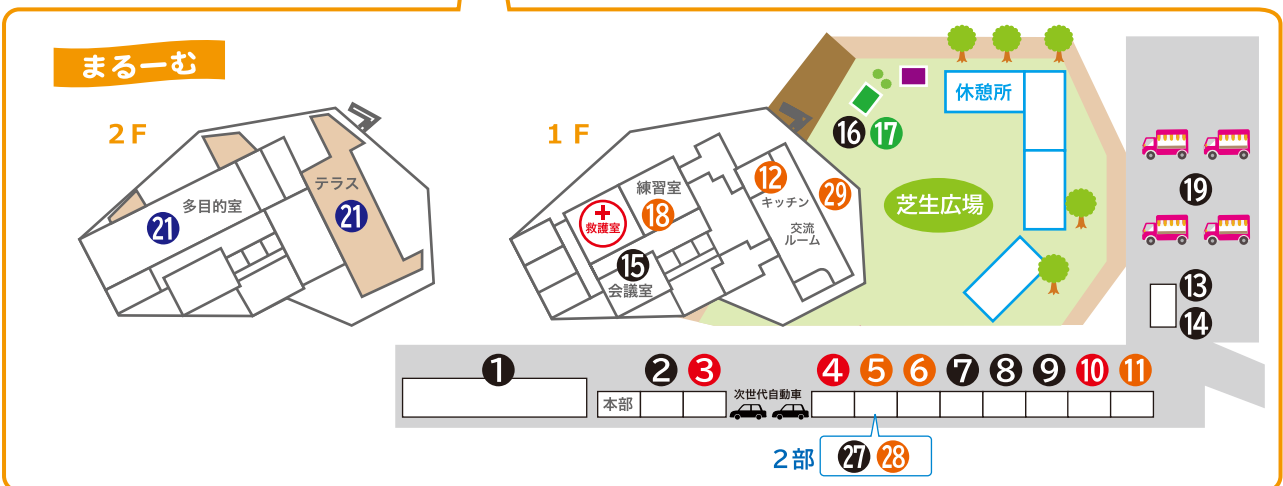 まるーむ
2F
テラス
21
多目的室
21
1F
練習室
18
救護室
15
会議室
12
キッチン
29
交流
ルーム
16
17
休憩所
芝生広場
19
13
14
1
2
3
4
5
6
7
8
9
10
11
本部
次世代自動車
2部
27
28